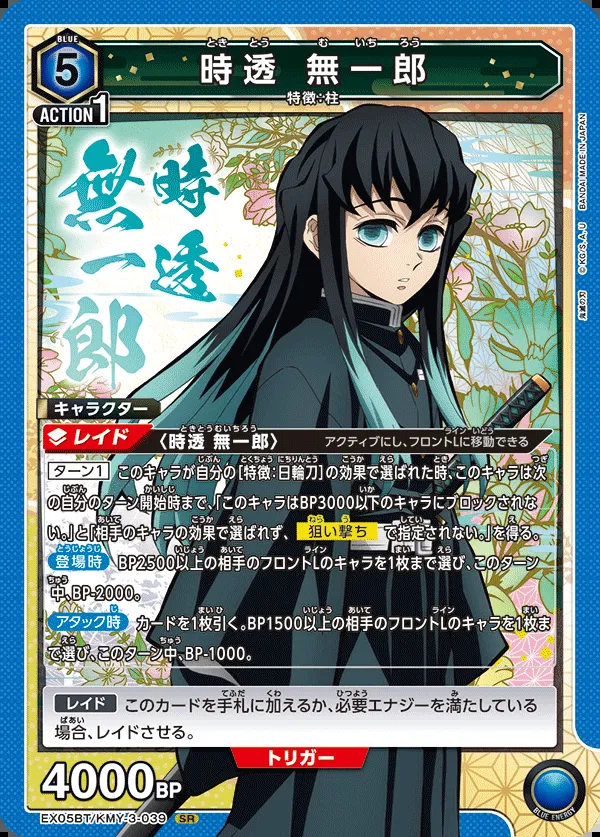 BLUE
5
ACTION 1
ときとう むいちろう
時透 無一郎
特徴:柱
BANDAI MADE IN JAPAN
©KG/S,A,U
鬼滅の刃
時透
無一郎
キャラクター
レイド 〈時透 無一郎〉 アクティブにし、フロントLに移動できる
ターン1 このキャラが自分の[特徴:日輪刀]の効果で選ばれた時、このキャラは次
の自分のターン開始時まで、「このキャラはBP3000以下のキャラにブロックされな
い。」と「相手のキャラの効果で選ばれず、 狙い撃ち で指定されない。」を得る。
登場時 BP2500以上の相手のフロントLのキャラを1枚まで選び、このターン
中、BP-2000。
アタック時 カードを1枚引く。BP1500以上の相手のフロントLのキャラを1枚ま
で選び、このターン中、BP-1000。
レイド このカードを手札に加えるか、必要エナジーを満たしている
場合、レイドさせる。
トリガー
4000BP
EX05BT/KMY-3-039 SR
BLUE ENERGY